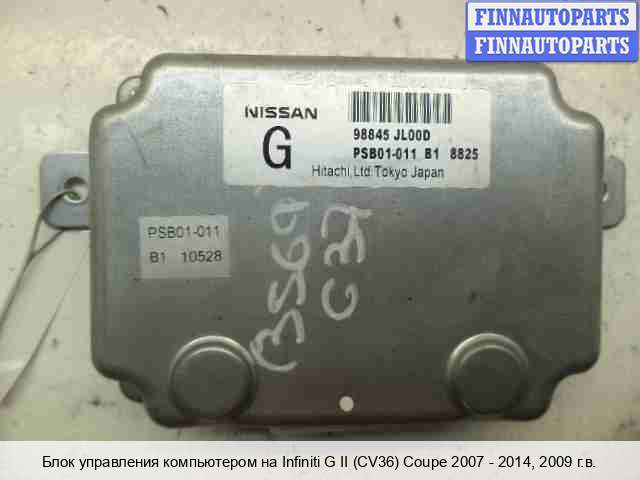 FINNAUTOPARTS
FINNAUTOPARTS
NISSAN
G
98845 JL00D
PSB01-011 B1 8825
Hitachi,Ltd.Tokyo Japan
PSB01-011
B1 10528
Блок управления компьютером на Infiniti G II (CV36) Coupe 2007 - 2014, 2009 г.в.